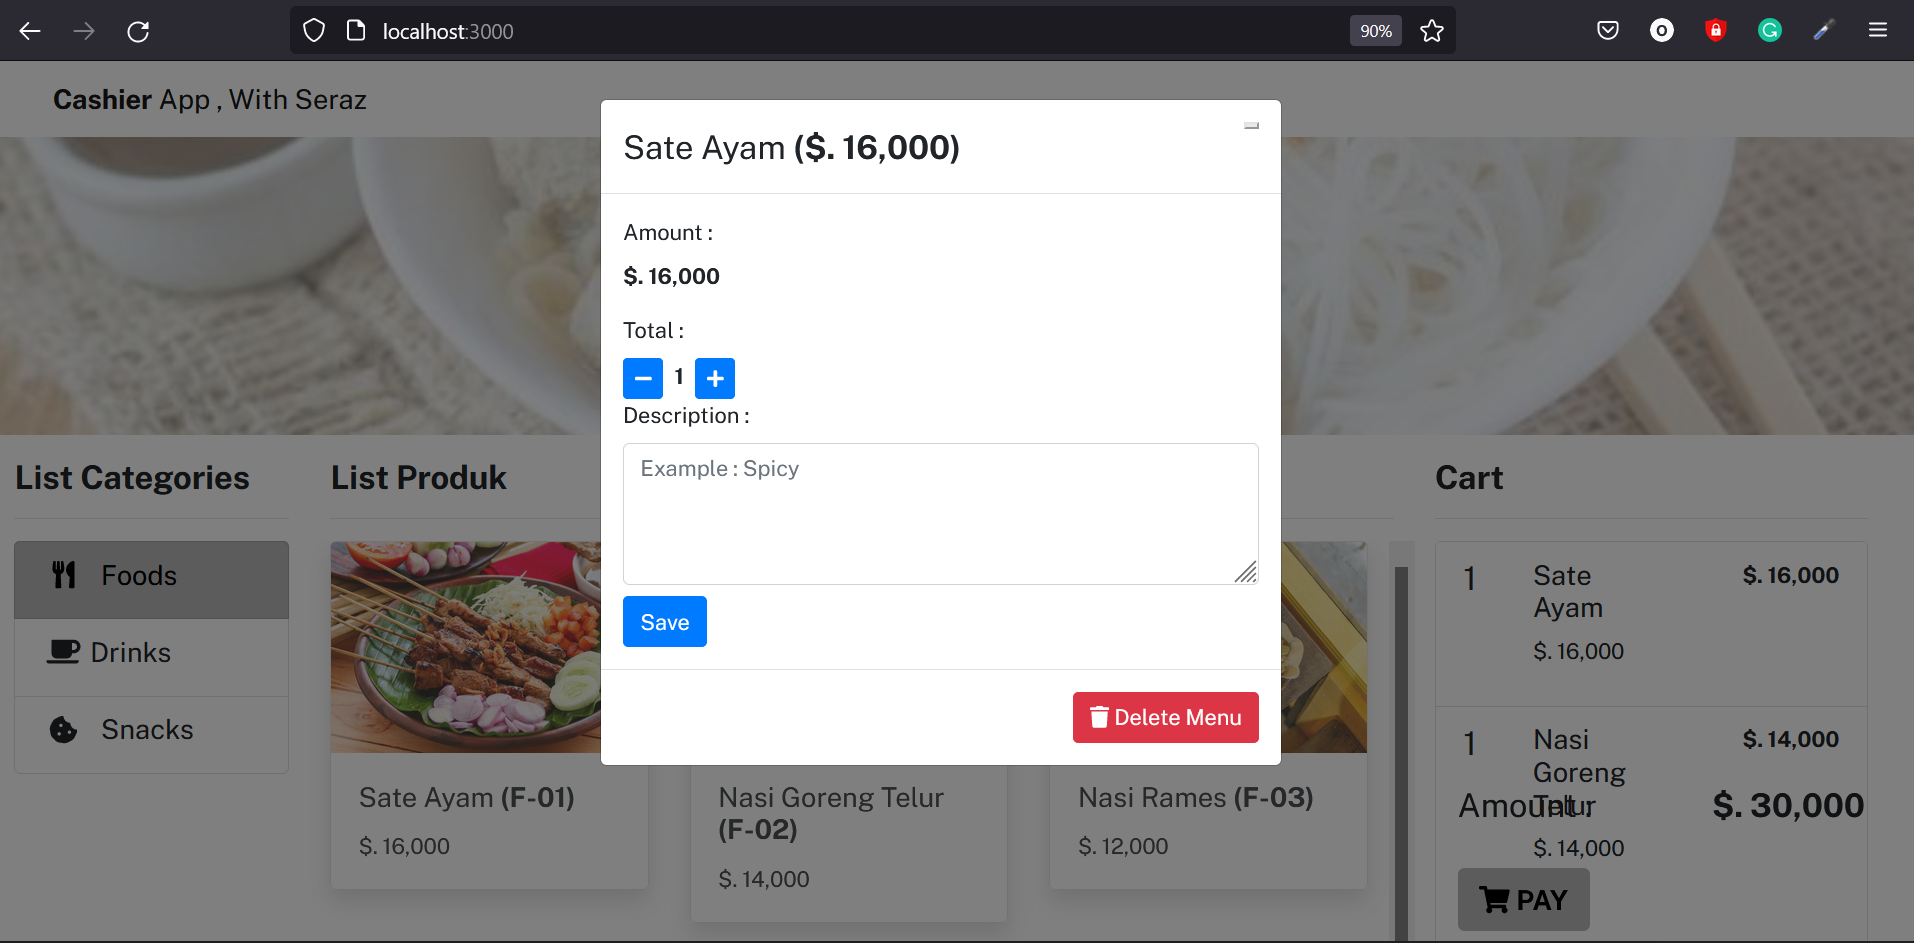 localhost:3000
90%
Cashier App , With Seraz
Sate Ayam ($. 16,000)
Amount :
$. 16,000
Total :
1
Description :
Example : Spicy
Save
Delete Menu
List Categories
Foods
Drinks
Snacks
List Produk
Sate Ayam (F-01)
$. 16,000
Nasi Goreng Telur
(F-02)
$. 14,000
Nasi Rames (F-03)
$. 12,000
Cart
1 Sate $. 16,000
Ayam
$. 16,000
1 Nasi $. 14,000
Goreng
Telur
$. 14,000
Amount : $. 30,000
PAY